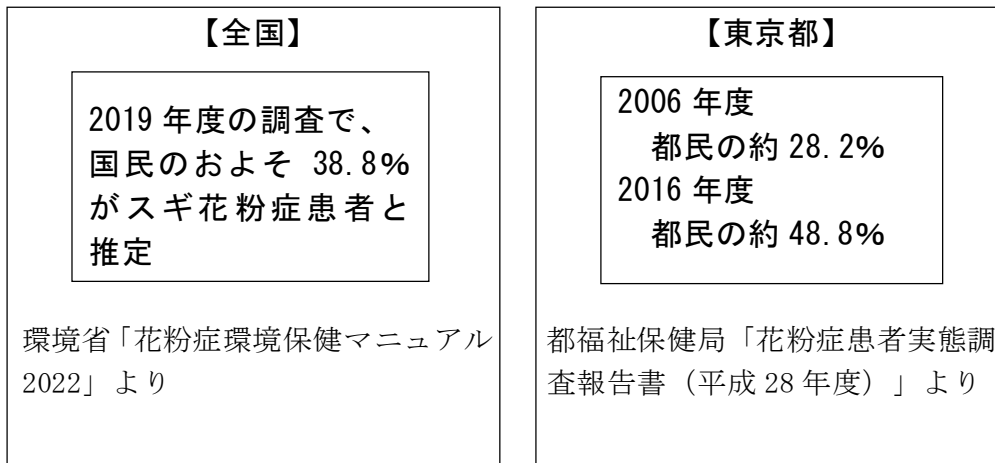 【全国】
2019 年度の調査で、
国民のおよそ 38.8%
がスギ花粉症患者と
推定
環境省「花粉症環境保健マニュアル
2022」より
【東京都】
2006 年度
都民の約 28.2%
2016 年度
都民の約 48.8%
都福祉保健局「花粉症患者実態調
査報告書（平成 28 年度）」より